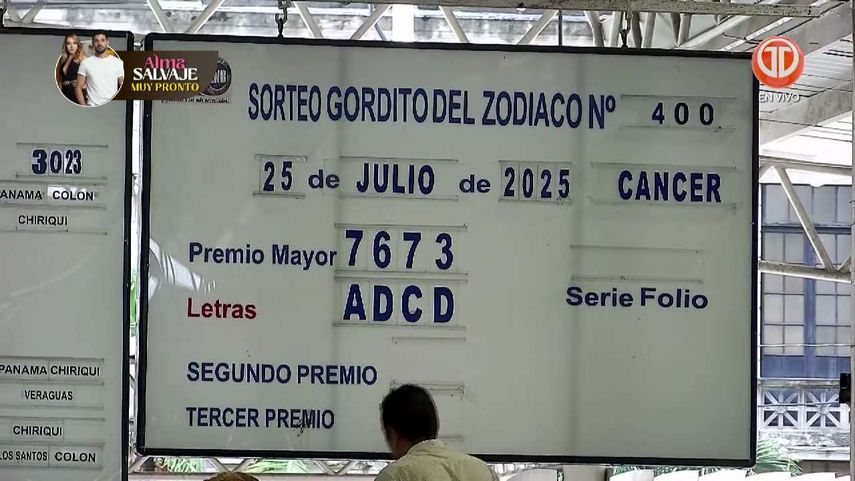 Alma
SALVAJE
MUY PRONTO
EN VIVO
3023
PANAMA COLON
CHIRIQUI
PANAMA CHIRIQUI
VERAGUAS
CHIRIQUI
LOS SANTOS COLON
SORTEO GORDITO DEL ZODIACO Nº 400
25 de JULIO de 2025 CANCER
Premio Mayor 7673
Letras ADCD Serie Folio
SEGUNDO PREMIO
TERCER PREMIO